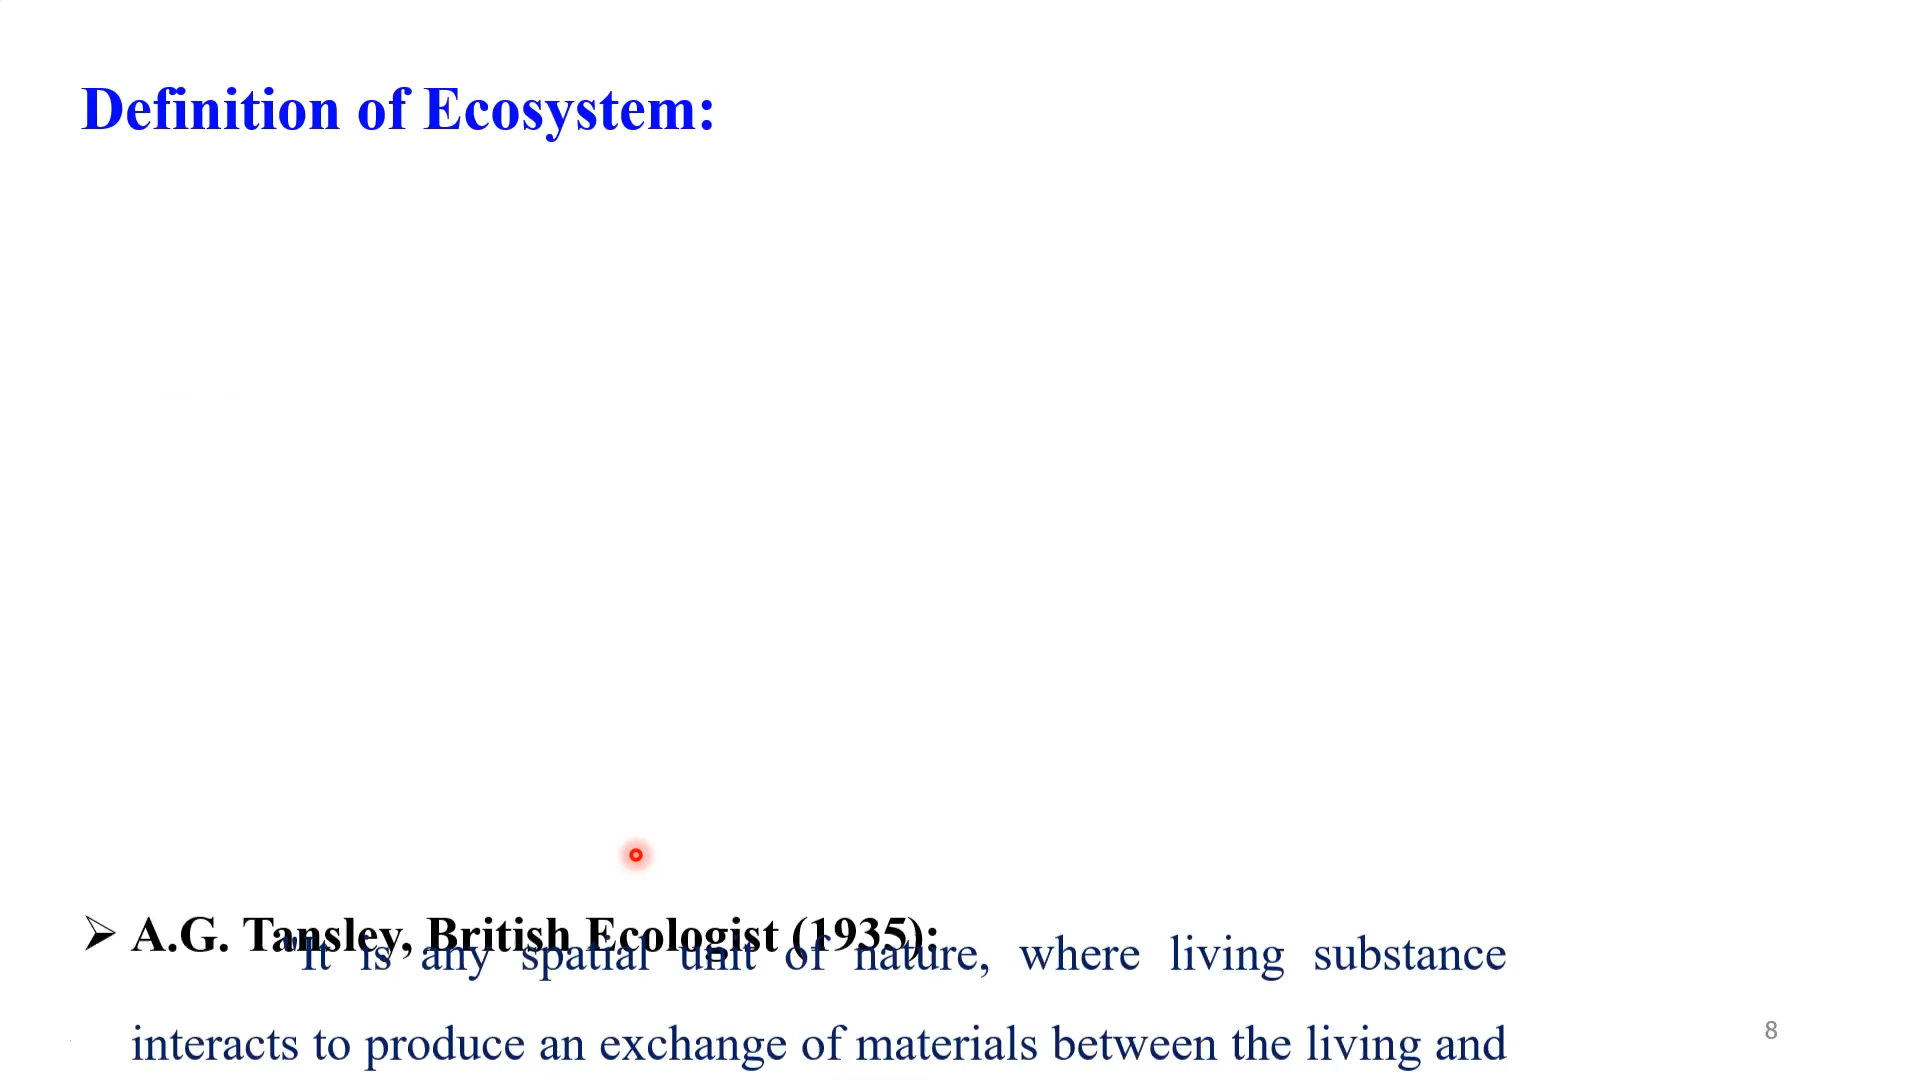 Definition of Ecosystem:
➢ A.G. Tansley, British Ecologist (1935):
"It is any spatial unit of nature, where living substance
interacts to produce an exchange of materials between the living and
8